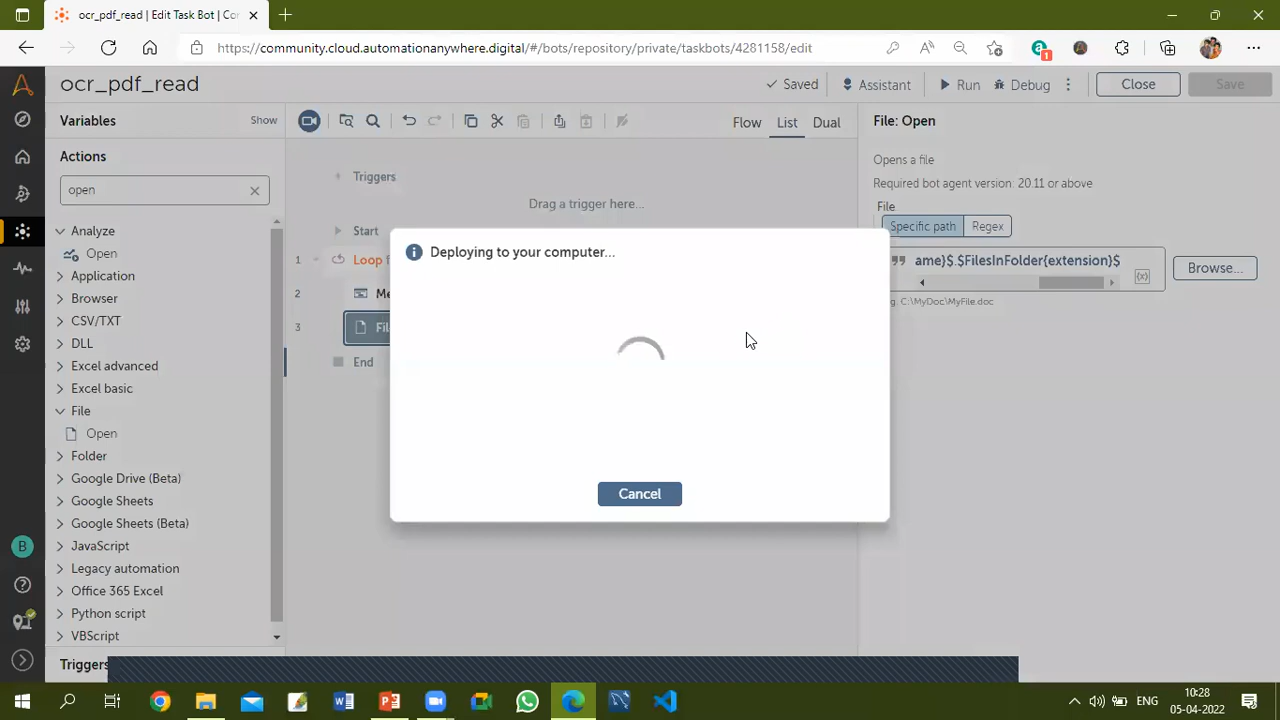 ocr_pdf_read | Edit Task Bot | Cor
https://community.cloud.automationanywhere.digital/#/bots/repository/private/taskbots/4281158/edit
1
ocr_pdf_read
Saved
Assistant
Run
Debug
Close
Save
Variables
Show
Flow
List
Dual
File: Open
Actions
open
Opens a file
Required bot agent version: 20.11 or above
File
Specific path
Regex
ame}$.$FilesInFolder{extension}$
{x}
Browse...
C:\MyDoc\MyFile.doc
Triggers
Drag a trigger here...
Start
1 Loop
2 Me
3 Fil
End
Deploying to your computer...
Cancel
Analyze
Open
Application
Browser
CSV/TXT
DLL
Excel advanced
Excel basic
File
Open
Folder
Google Drive (Beta)
Google Sheets
Google Sheets (Beta)
JavaScript
Legacy automation
Office 365 Excel
Python script
VBScript
Triggers
B
ENG
10:28
05-04-2022